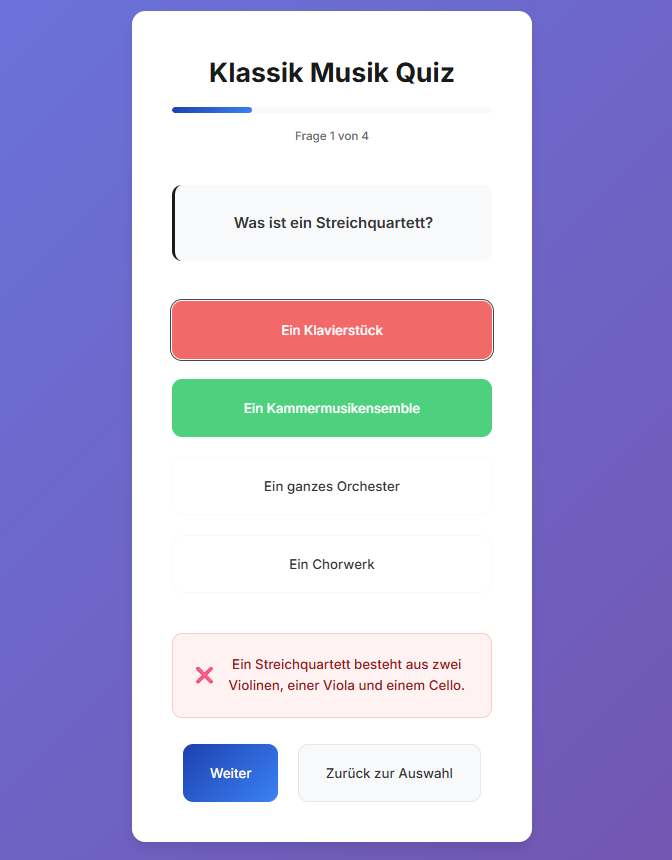 Klassik Musik Quiz
Frage 1 von 4
Was ist ein Streichquartett?
Ein Klavierstück
Ein Kammermusikensemble
Ein ganzes Orchester
Ein Chorwerk
Ein Streichquartett besteht aus zwei
Violinen, einer Viola und einem Cello.
Weiter
Zurück zur Auswahl